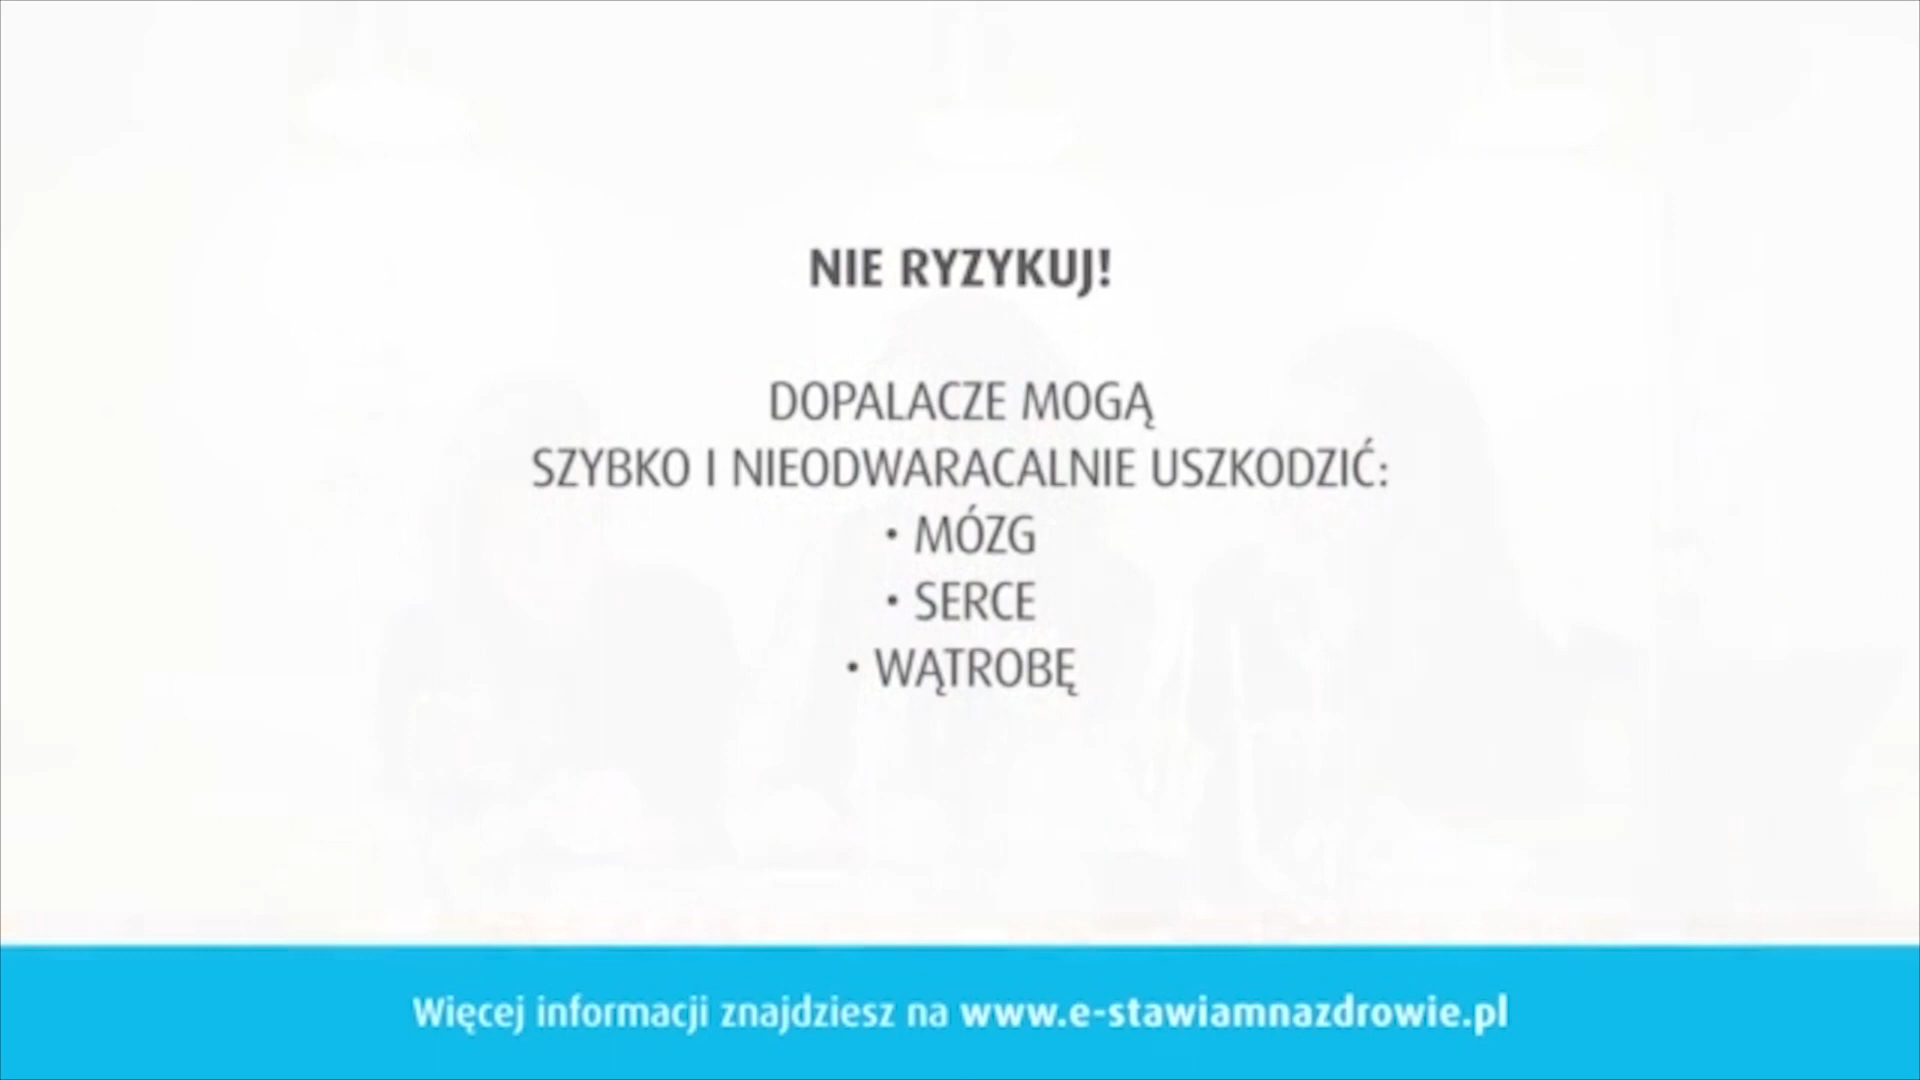 NIE RYZYKUJ!
DOPALACZE MOGĄ
SZYBKO I NIEODWARACALNIE USZKODZIĆ:
• MÓZG
• SERCE
• WĄTROBĘ
Więcej informacji znajdziesz na www.e-stawiamnazdrowie.pl